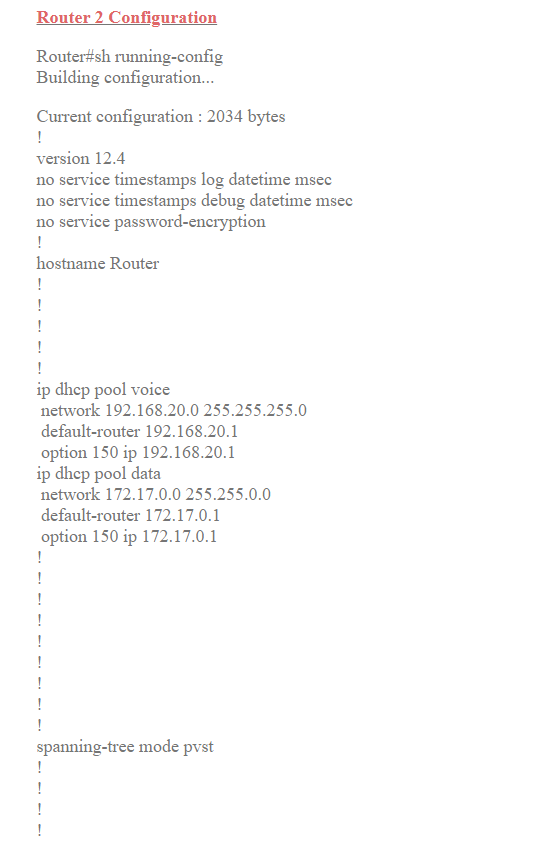 Router 2 Configuration
Router#sh running-config
Building configuration...
Current configuration : 2034 bytes
!
version 12.4
no service timestamps log datetime msec
no service timestamps debug datetime msec
no service password-encryption
!
hostname Router
!
!
!
!
!
ip dhcp pool voice
network 192.168.20.0 255.255.255.0
default-router 192.168.20.1
option 150 ip 192.168.20.1
ip dhcp pool data
network 172.17.0.0 255.255.0.0
default-router 172.17.0.1
option 150 ip 172.17.0.1
!
!
!
!
!
!
!
!
!
spanning-tree mode pvst
!
!
!
!